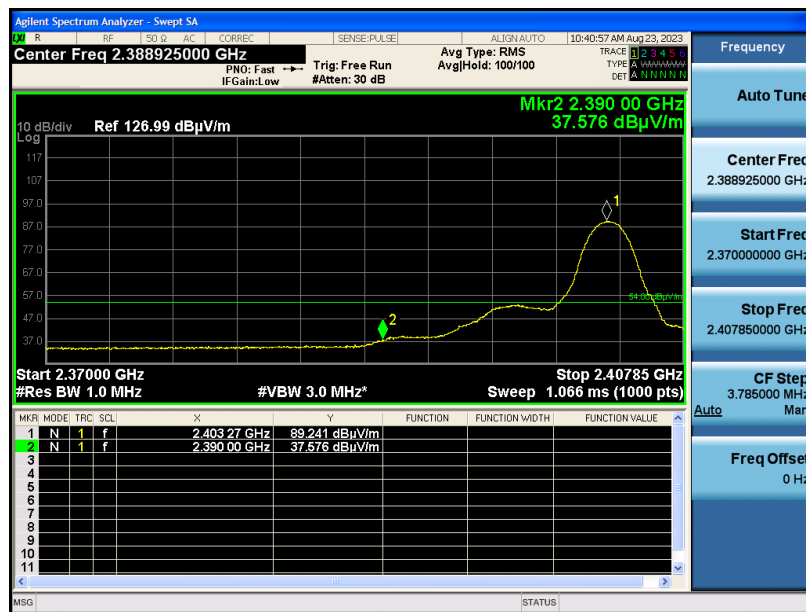 Agilent Spectrum Analyzer - Swept SA
LXI R RF 50 Ω AC CORREC SENSE:PULSE ALIGN AUTO 10:40:57 AM Aug 23, 2023
Center Freq 2.388925000 GHz
PNO: Fast
IFGain:Low
Trig: Free Run
#Atten: 30 dB
Avg Type: RMS
Avg|Hold: 100/100
TRACE 1 2 3 4 5 6
TYPE A W W W W W
DET A N N N N N
Mkr2 2.390 00 GHz
37.576 dBµV/m
10 dB/div Ref 126.99 dBµV/m
Log
117
107
97.0
87.0
77.0
67.0
57.0
47.0
37.0
1
2
54.00 dBµV/m
Start 2.37000 GHz Stop 2.40785 GHz
#Res BW 1.0 MHz #VBW 3.0 MHz* Sweep 1.066 ms (1000 pts)
MKR MODE TRC SCL X Y FUNCTION FUNCTION WIDTH FUNCTION VALUE
1 N 1 f 2.403 27 GHz 89.241 dBµV/m
2 N 1 f 2.390 00 GHz 37.576 dBµV/m
3
4
5
6
7
8
9
10
11
MSG STATUS
Frequency
Auto Tune
Center Freq
2.388925000 GHz
Start Freq
2.370000000 GHz
Stop Freq
2.407850000 GHz
CF Step
3.785000 MHz
Auto Man
Freq Offset
0 Hz